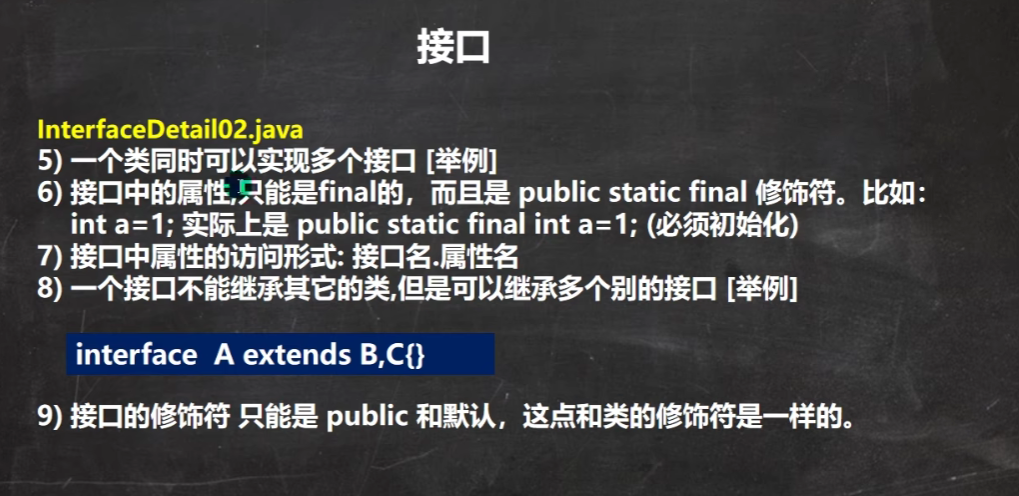 接口
InterfaceDetail02.java
5) 一个类同时可以实现多个接口 [举例]
6) 接口中的属性,只能是final的，而且是 public static final 修饰符。比如：
int a=1; 实际上是 public static final int a=1; (必须初始化)
7) 接口中属性的访问形式: 接口名.属性名
8) 一个接口不能继承其它的类,但是可以继承多个别的接口 [举例]
interface A extends B,C{}
9) 接口的修饰符 只能是 public 和默认，这点和类的修饰符是一样的。